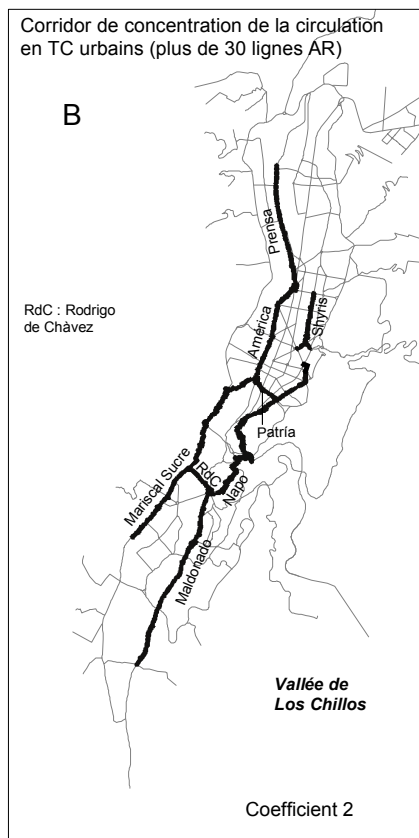 Corridor de concentration de la circulation
en TC urbains (plus de 30 lignes AR)
B
Prensa
RdC : Rodrigo
de Chàvez
Shyris
América
Patría
Mariscal Sucre
RdC
Napo
Maldonado
Vallée de
Los Chillos
Coefficient 2